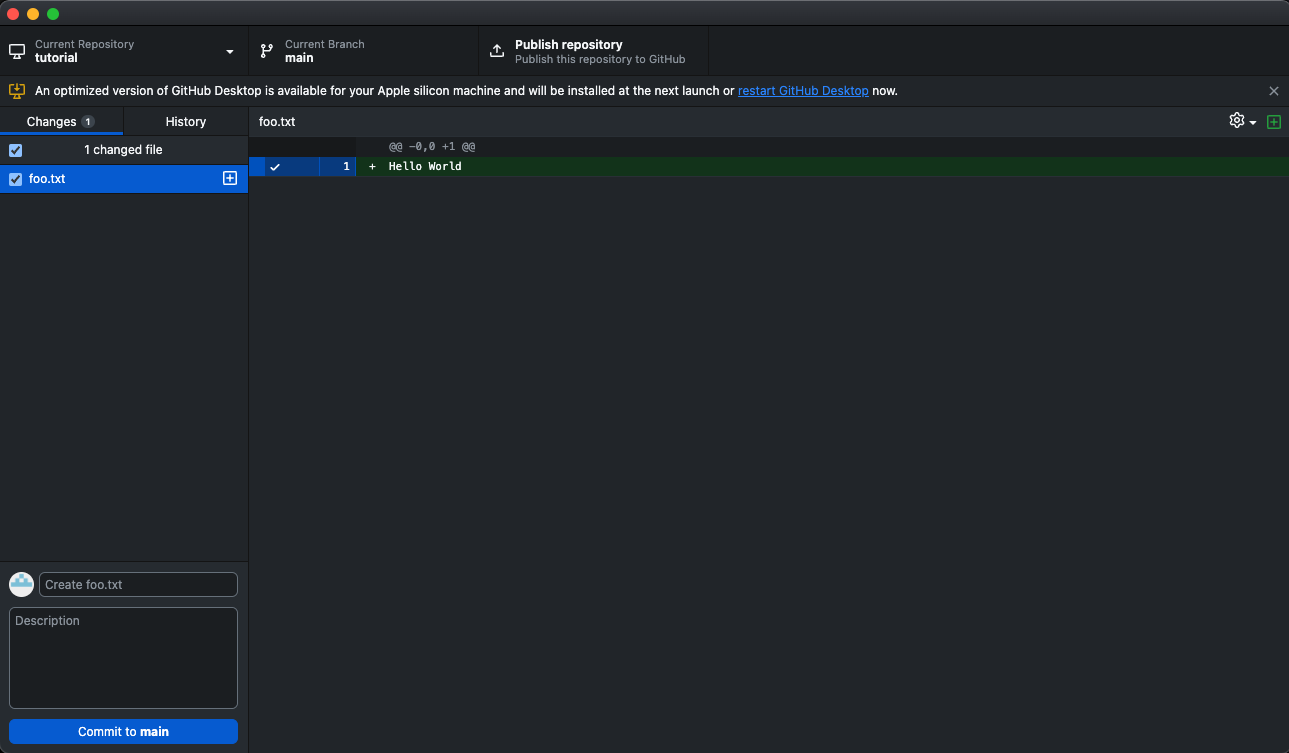 Current Repository
tutorial
Current Branch
main
Publish repository
Publish this repository to GitHub
An optimized version of GitHub Desktop is available for your Apple silicon machine and will be installed at the next launch or restart GitHub Desktop now.
Changes 1
History
foo.txt
1 changed file
foo.txt
@@ -0,0 +1 @@
1 + Hello World
Create foo.txt
Description
Commit to main